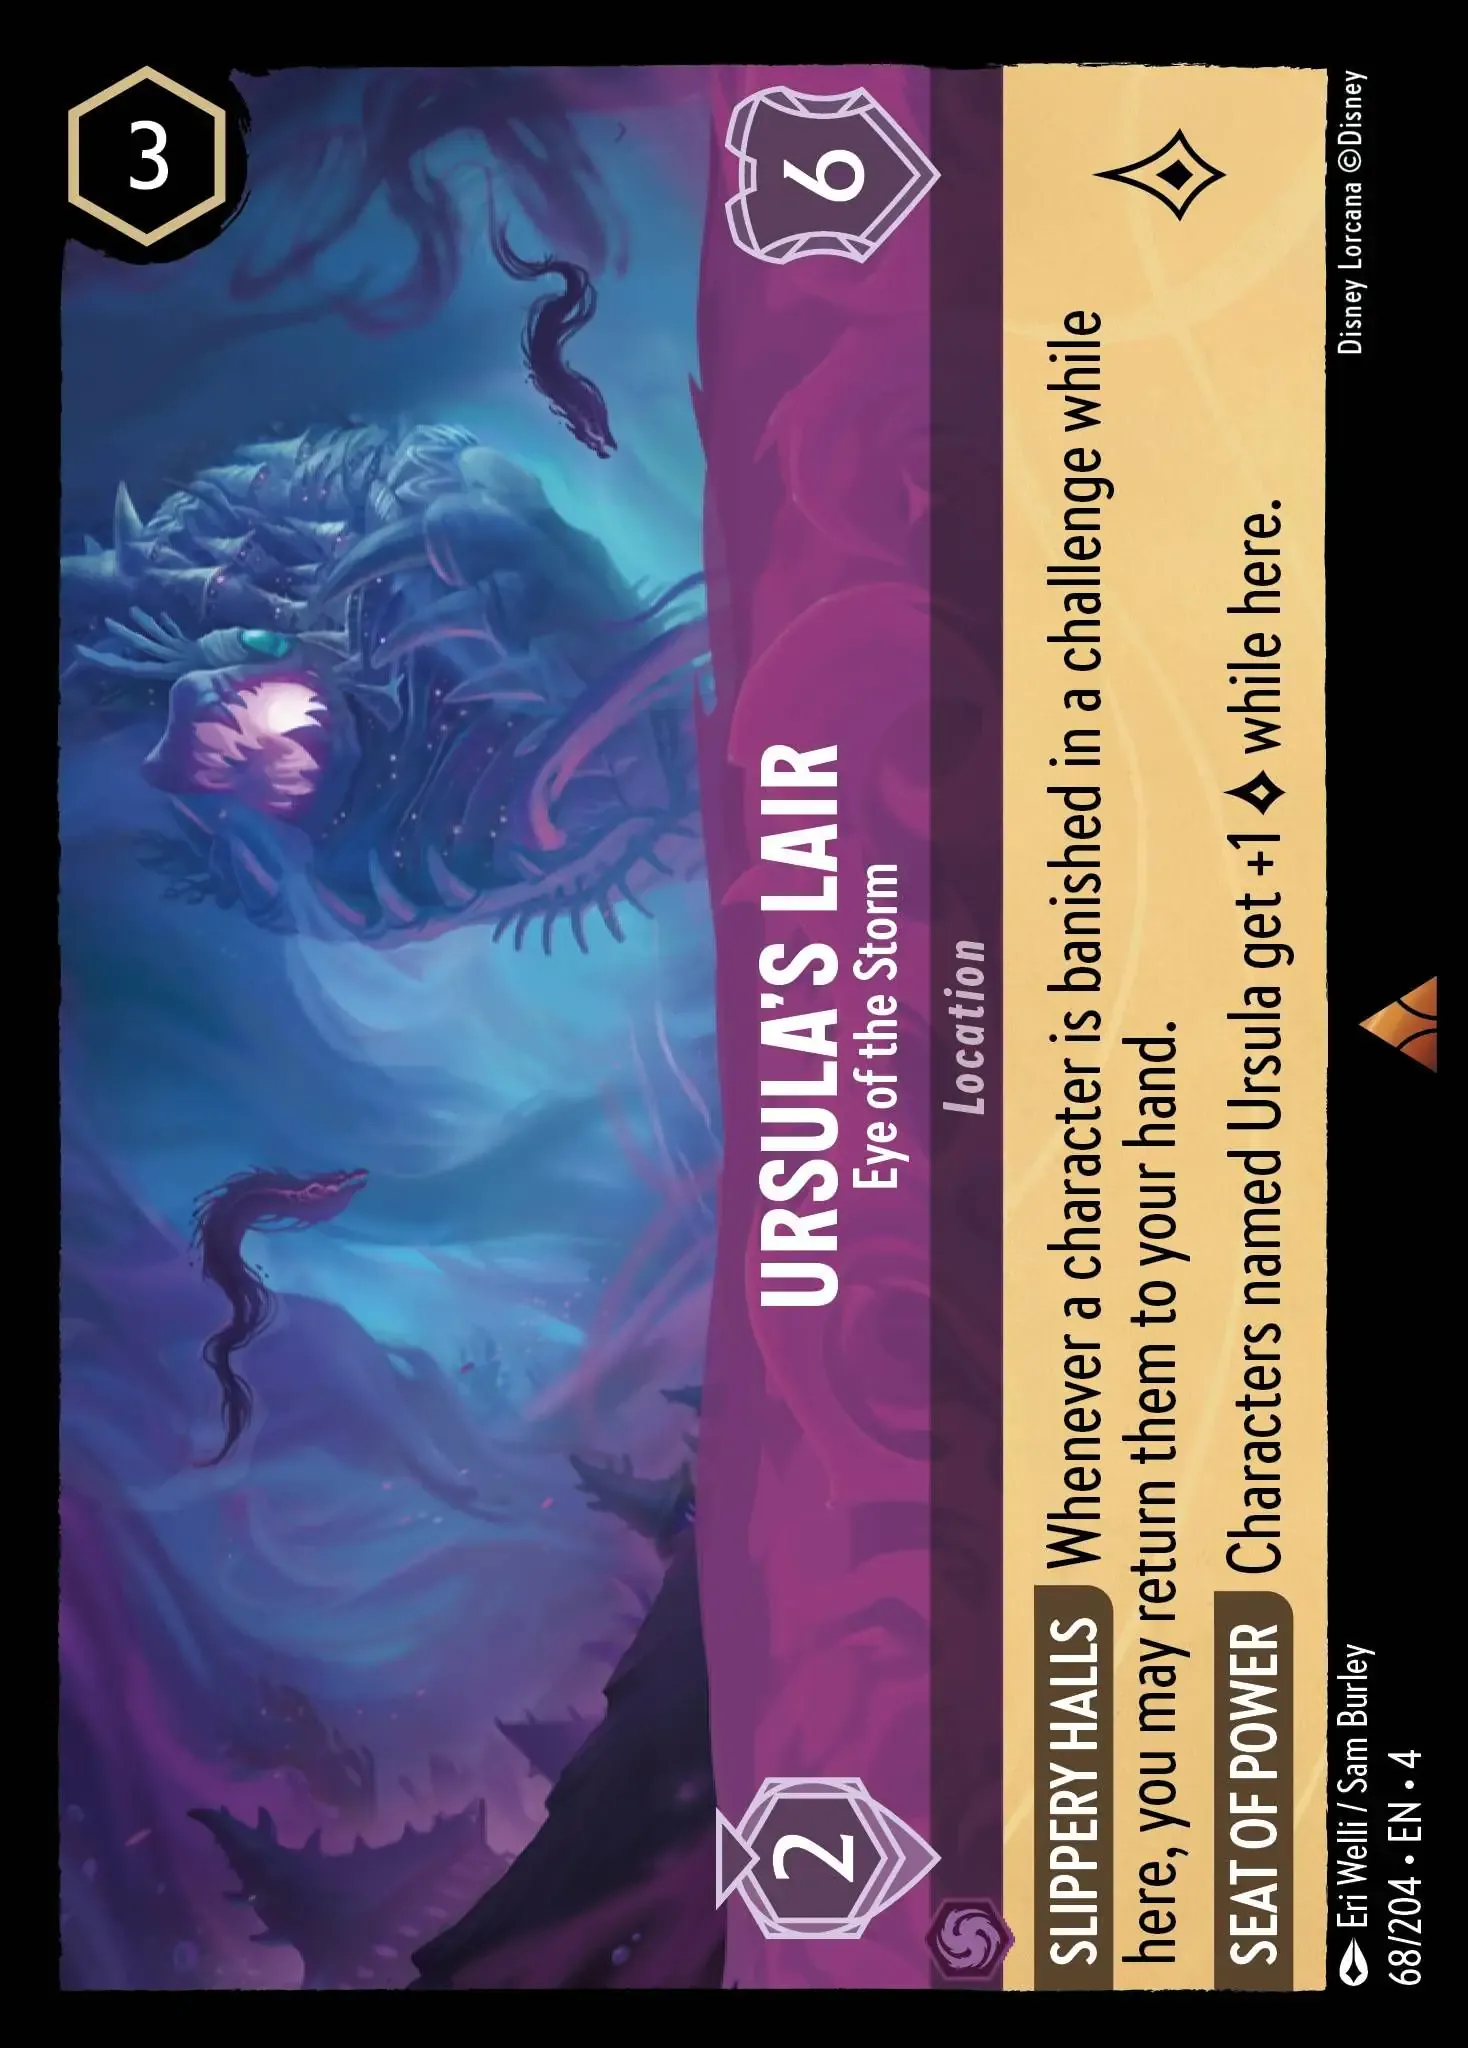 3
2
URSULA'S LAIR
6
Eye of the Storm
Location
SLIPPERY HALLS Whenever a character is banished in a challenge while
here, you may return them to your hand.
SEAT OF POWER Characters named Ursula get +1 while here.
Eri Welli / Sam Burley
Disney Lorcana ©Disney
68/204 • EN • 4